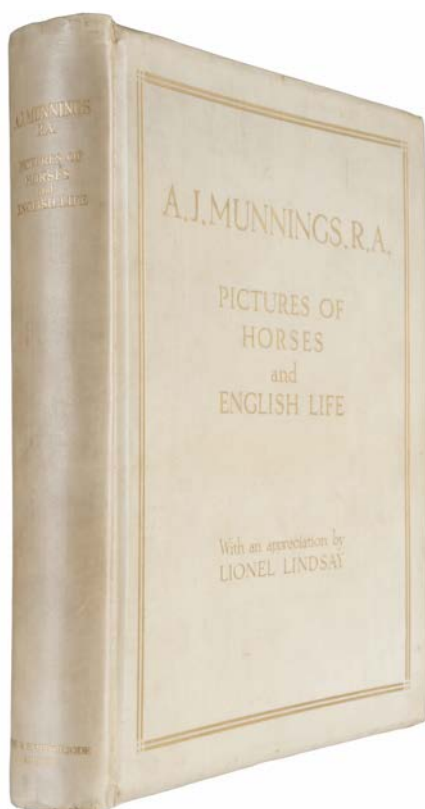 A.J.MUNNINGS
R.A.
PICTURES OF
HORSES
and
ENGLISH LIFE
A.J.MUNNINGS.R.A.
PICTURES OF
HORSES
and
ENGLISH LIFE
With an appreciation by
LIONEL LINDSAY